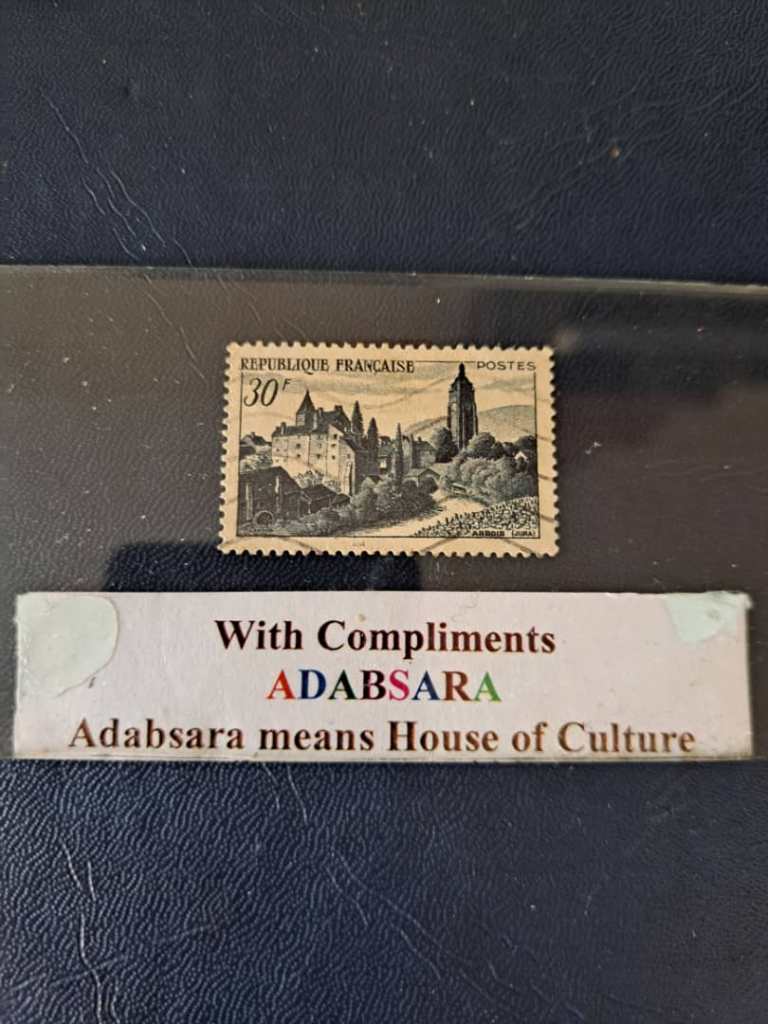 REPUBLIQUE FRANÇAISE POSTES
30F
ARBOIS (JURA)
With Compliments
ADABSARA
Adabsara means House of Culture